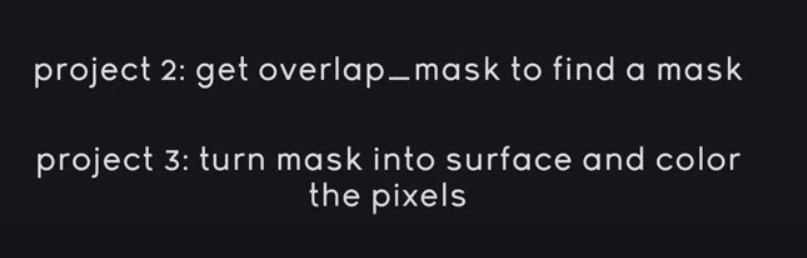 project 2: get overlap_mask to find a mask
project 3: turn mask into surface and color
the pixels